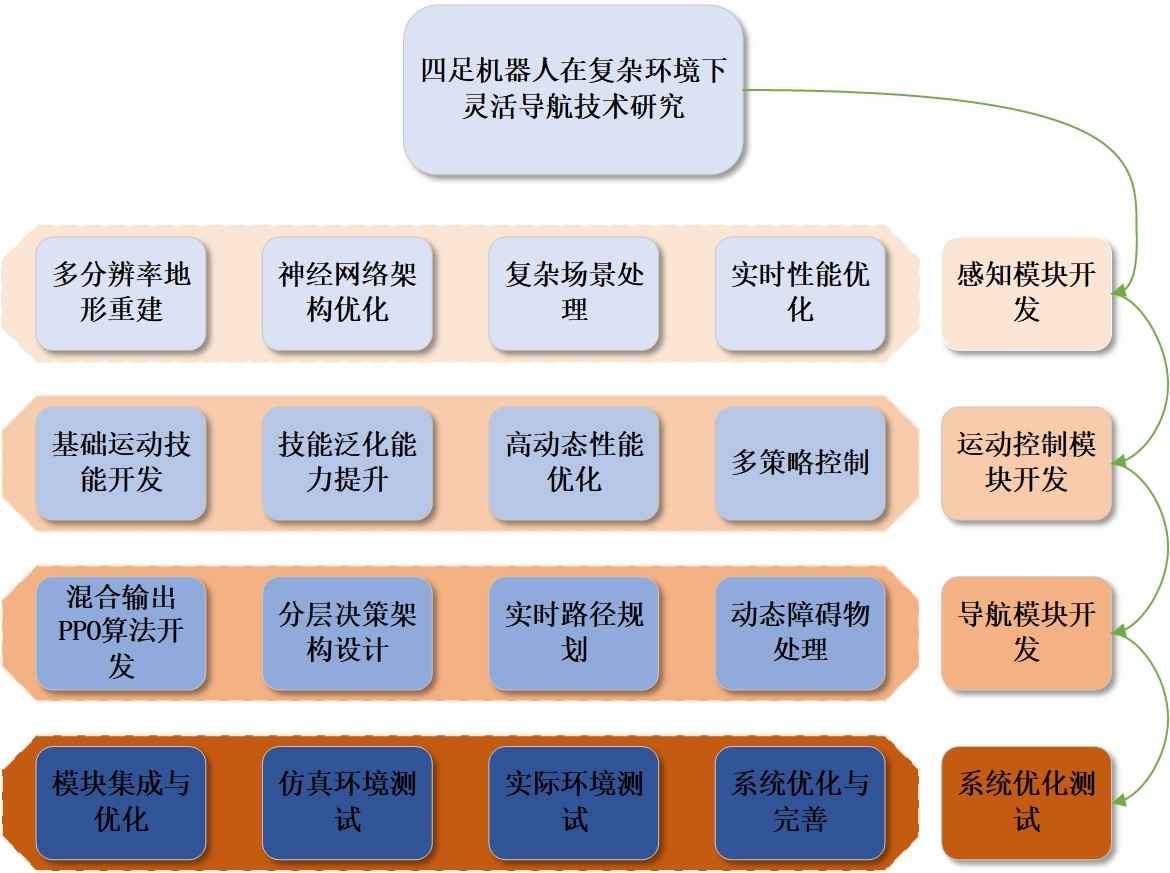 四足机器人在复杂环境下
灵活导航技术研究
多分辨率地
形重建
神经网络架
构优化
复杂场景处
理
实时性能优
化
感知模块开
发
基础运动技
能开发
技能泛化能
力提升
高动态性能
优化
多策略控制
运动控制模
块开发
混合输出
PPO算法开
发
分层决策架
构设计
实时路径规
划
动态障碍物
处理
导航模块开
发
模块集成与
优化
仿真环境测
试
实际环境测
试
系统优化与
完善
系统优化测
试